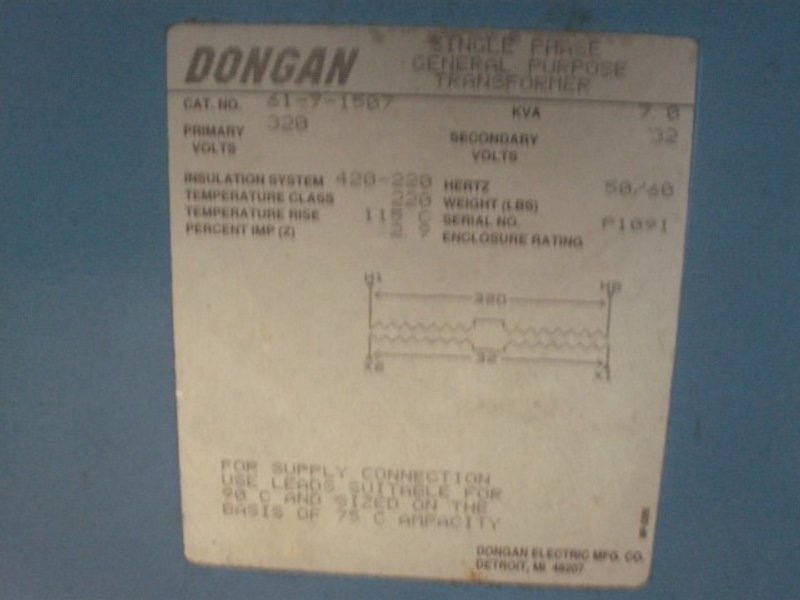 DONGAN
SINGLE PHASE
GENERAL PURPOSE
TRANSFORMER
CAT. NO. 61-7-1507
KVA 7.0
PRIMARY VOLTS 320
SECONDARY VOLTS 32
INSULATION SYSTEM 420-220
HERTZ 50/60
TEMPERATURE CLASS 220
WEIGHT (LBS)
TEMPERATURE RISE 115 C
SERIAL NO. P1091
PERCENT IMP (Z)
ENCLOSURE RATING
H1
320
32
X1
FOR SUPPLY CONNECTION
USE LEADS SUITABLE FOR
90 C AND SIZED ON THE
BASIS OF 75 C AMPACITY
DONGAN ELECTRIC MFG. CO.
DETROIT, MI 48207